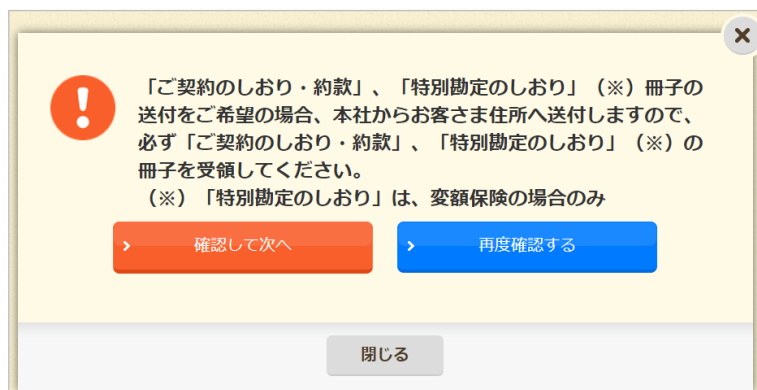 「ご契約のしおり・約款」、「特別勘定のしおり」（※）冊子の
送付をご希望の場合、本社からお客さま住所へ送付しますので、
必ず「ご契約のしおり・約款」、「特別勘定のしおり」（※）の
冊子を受領してください。
（※）「特別勘定のしおり」は、変額保険の場合のみ
確認して次へ
再度確認する
閉じる